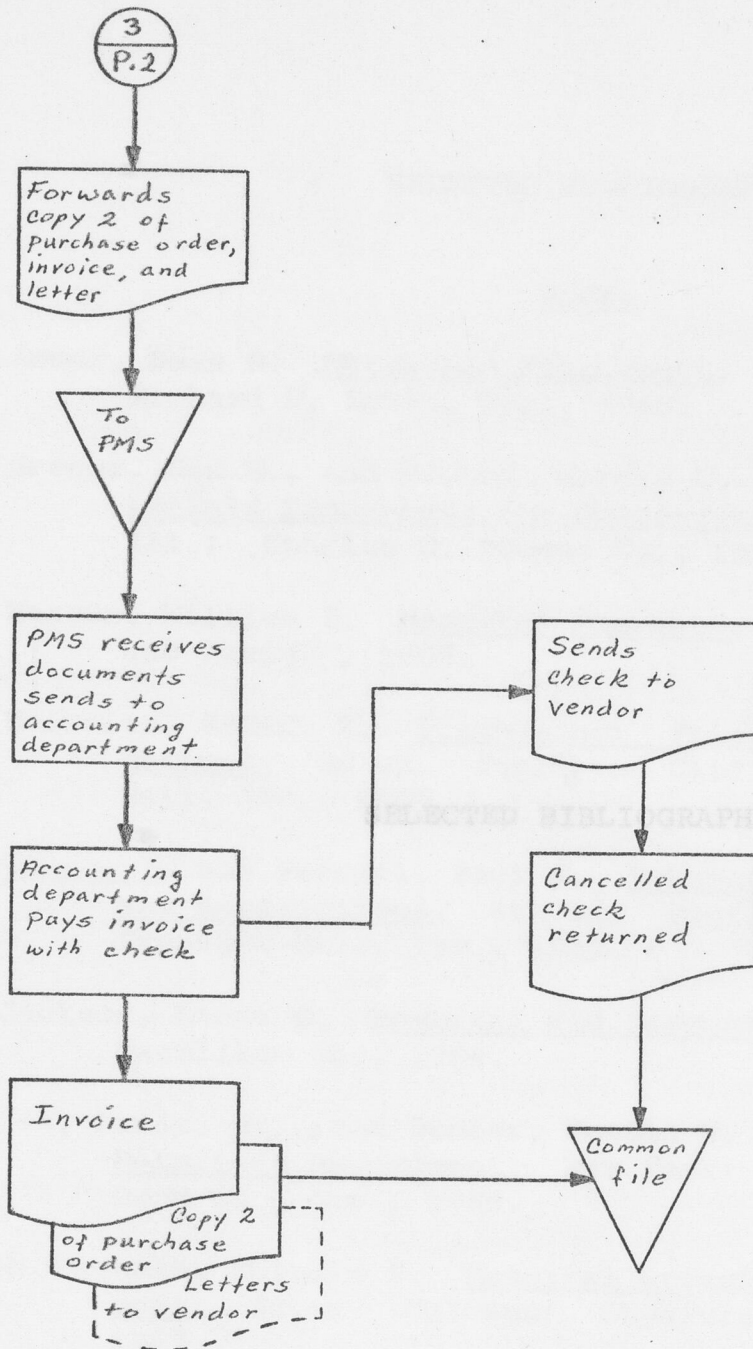 3
P.2
Forwards
copy 2 of
purchase order,
invoice, and
letter
To
PMS
PMS receives
documents
sends to
accounting
department
Accounting
department
pays invoice
with check
Sends
check to
vendor
Cancelled
check
returned
Invoice
Copy 2
of purchase
order
Letters
to vendor
Common
file
SELECTED BIBLIOGRAPH